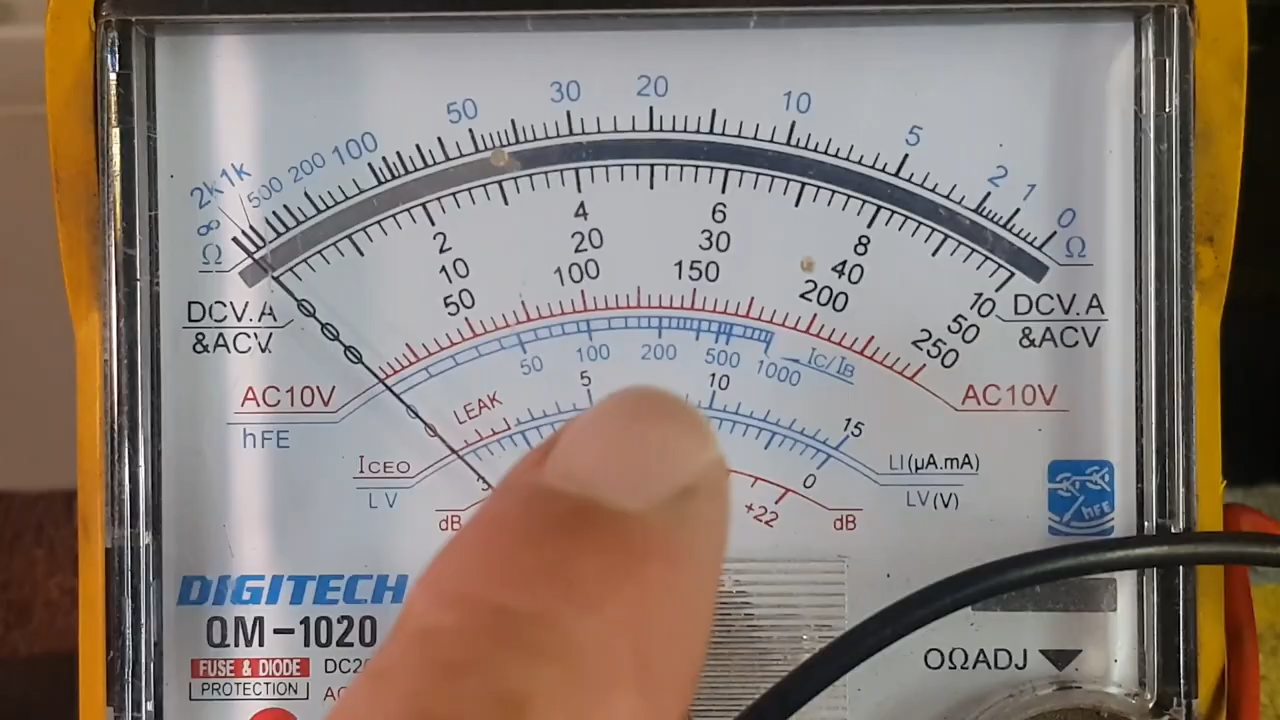 2k 1k 500 200 100 50 30 20 10 5 2 1 0
∞
Ω Ω
2 4 6 8 10
DCV.A 10 20 30 40 50 DCV.A
&ACV 50 100 150 200 250 &ACV
AC10V AC10V
50 100 200 500 1000 IC/IB
hFE
LEAK 5 10 15
ICEO LI(µA.mA)
LV 3 0 LV(V)
dB +22 dB
hFE
DIGITECH
QM-1020
FUSE & DIODE
PROTECTION
0ΩADJ